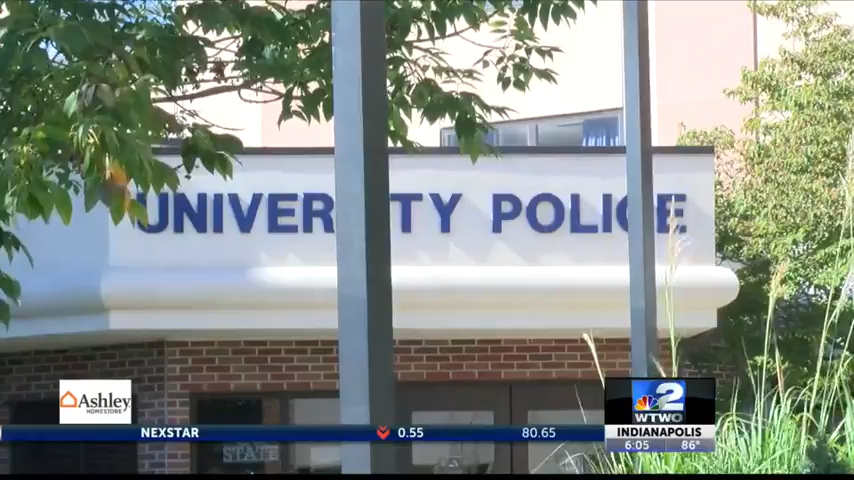 UNIVERSITY POLICE
STATE
Ashley
HOMESTORE
2
WTWO
NEXSTAR 0.55 80.65 INDIANAPOLIS
6:05 86°